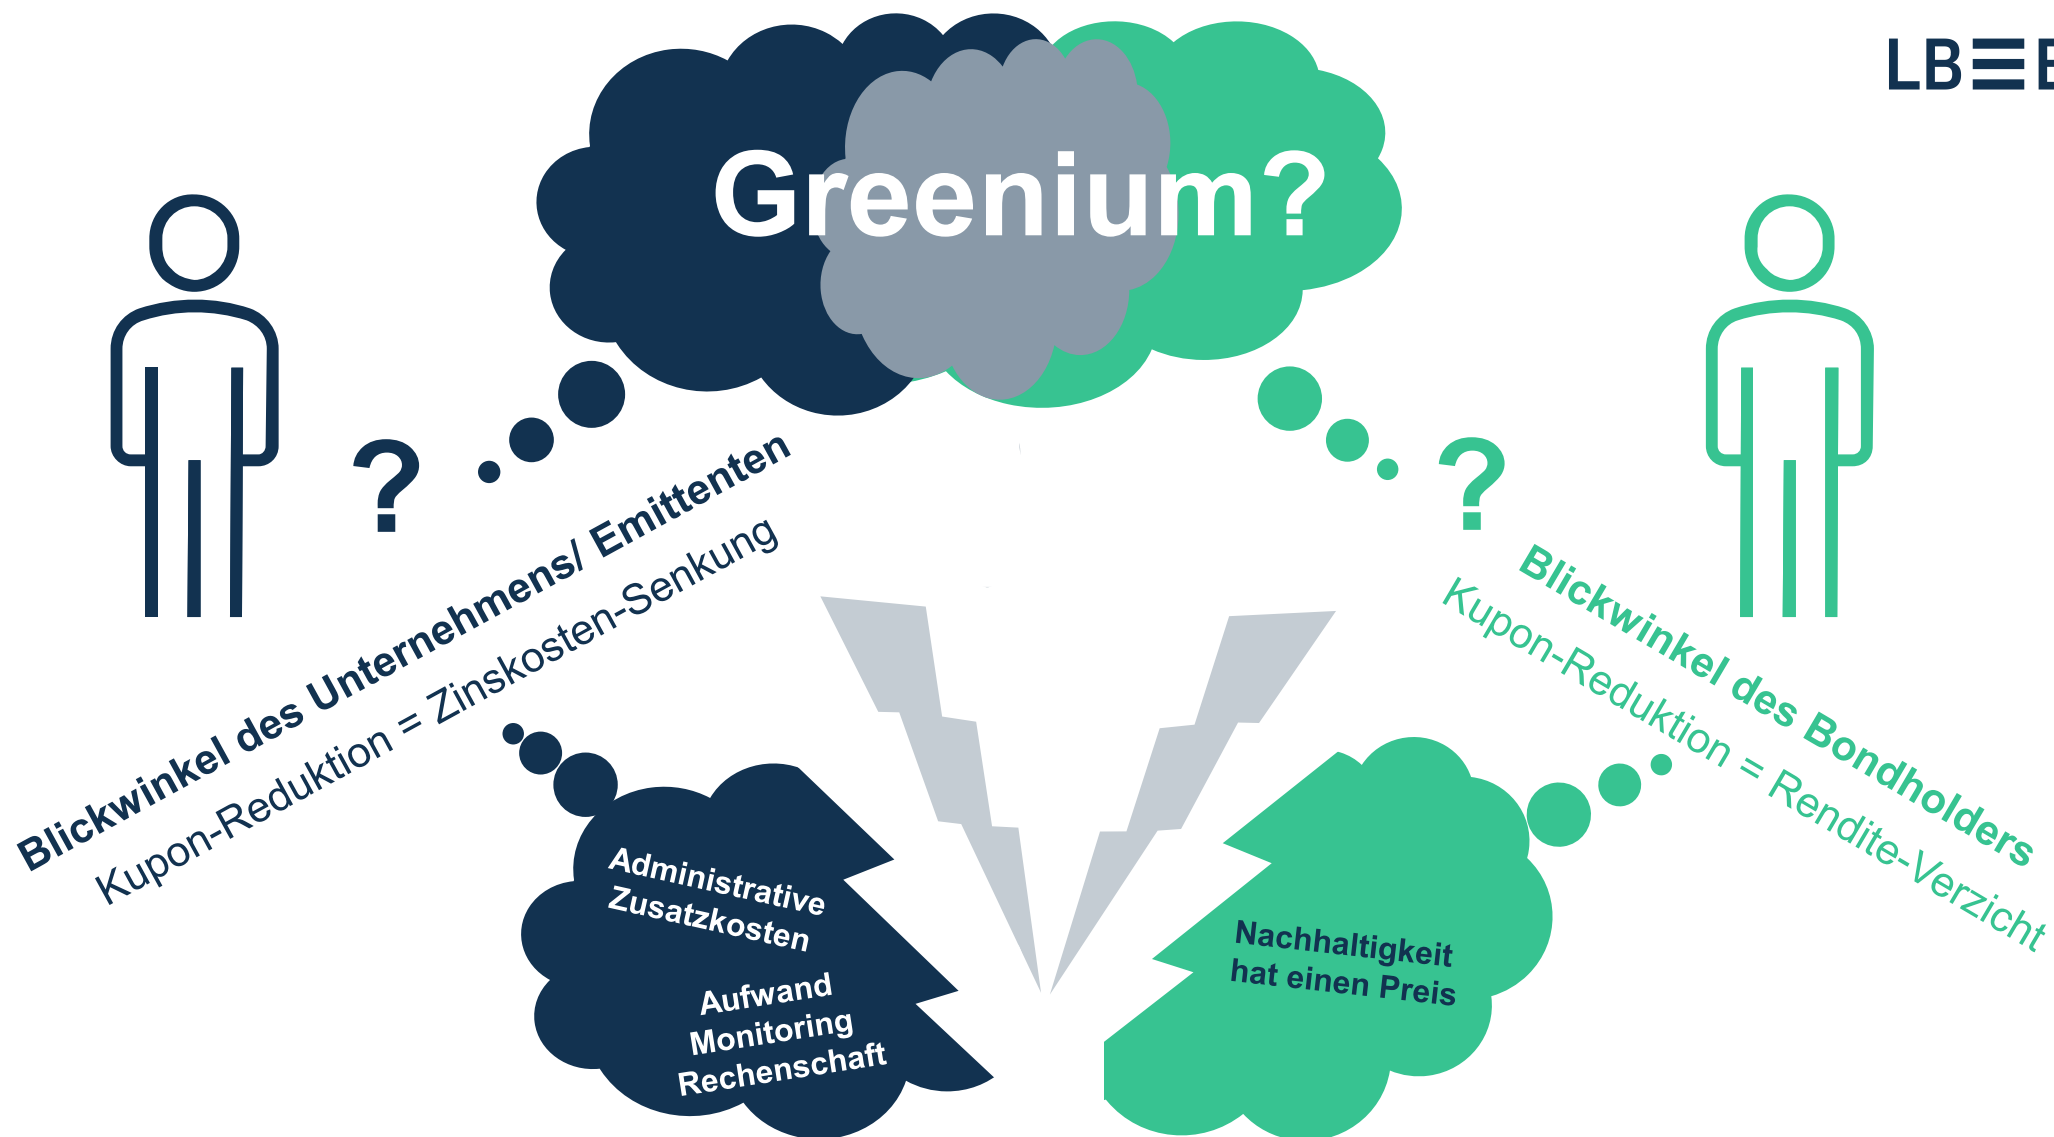 LB≡B
Greenium?
?
?
Blickwinkel des Unternehmens/ Emittenten
Kupon-Reduktion = Zinskosten-Senkung
Blickwinkel des Bondholders
Kupon-Reduktion = Rendite-Verzicht
Administrative
Zusatzkosten
Aufwand
Monitoring
Rechenschaft
Nachhaltigkeit
hat einen Preis